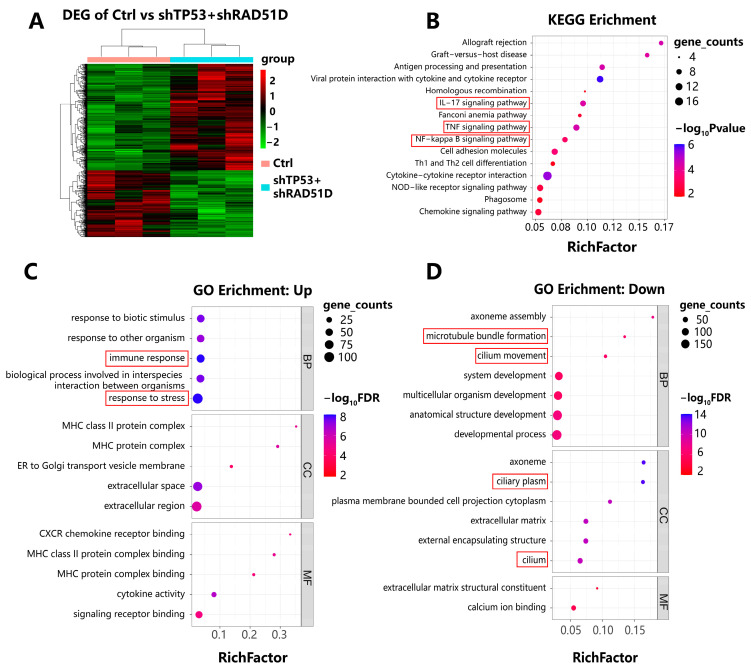 A
DEG of Ctrl vs shTP53+shRAD51D
group
2
1
0
−1
−2
Ctrl
shTP53+
shRAD51D
B
KEGG Enrichment
Allograft rejection
Graft−versus−host disease
Antigen processing and presentation
Viral protein interaction with cytokine and cytokine receptor
Homologous recombination
IL−17 signaling pathway
Fanconi anemia pathway
TNF signaling pathway
NF−kappa B signaling pathway
Cell adhesion molecules
Th1 and Th2 cell differentiation
Cytokine−cytokine receptor interaction
NOD−like receptor signaling pathway
Phagosome
Chemokine signaling pathway
0.05 0.08 0.10 0.12 0.15 0.17
RichFactor
gene_counts
4
8
12
16
−log10Pvalue
6
5
4
3
2
C
GO Erichment: Up
response to biotic stimulus
response to other organism
immune response
biological process involved in interspecies
interaction between organisms
response to stress
BP
MHC class II protein complex
MHC protein complex
ER to Golgi transport vesicle membrane
extracellular space
extracellular region
CC
CXCR chemokine receptor binding
MHC class II protein complex binding
MHC protein complex binding
cytokine activity
signaling receptor binding
MF
0.1 0.2 0.3
RichFactor
gene_counts
25
50
75
100
−log10FDR
8
6
4
2
D
GO Erichment: Down
axoneme assembly
microtubule bundle formation
cilium movement
system development
multicellular organism development
anatomical structure development
developmental process
BP
axoneme
ciliary plasm
plasma membrane bounded cell projection cytoplasm
extracellular matrix
external encapsulating structure
cilium
CC
extracellular matrix structural constituent
calcium ion binding
MF
0.05 0.10 0.15
RichFactor
gene_counts
50
100
150
−log10FDR
14
10
6
2
1